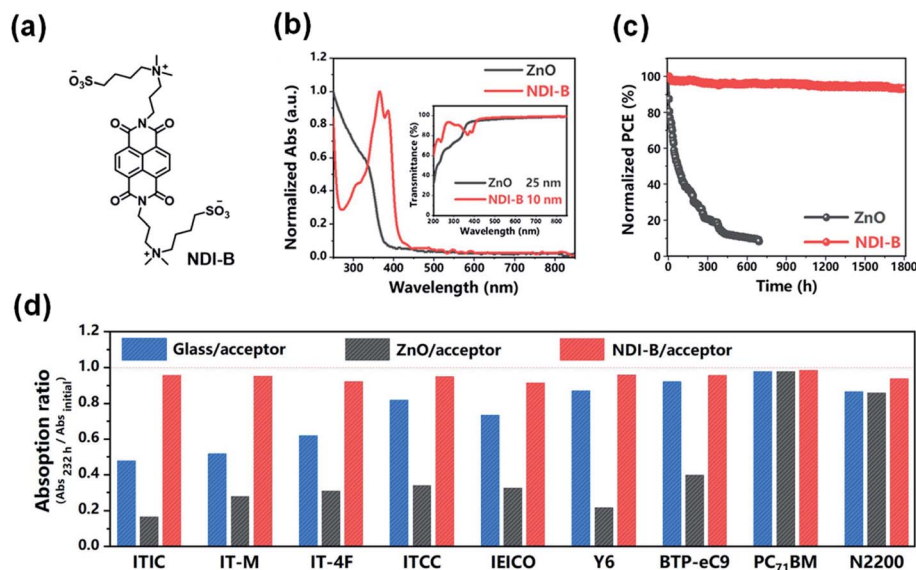 (a)
⁻SO₃
N⁺
O N O
O N O
SO₃⁻
N⁺
NDI-B
(b)
Normalized Abs (a.u.)
1.2
1.0
0.8
0.6
0.4
0.2
0.0
ZnO
NDI-B
Transmittance (%)
100
80
60
40
20
0
ZnO 25 nm
NDI-B 10 nm
200 300 400 500 600 700 800
Wavelength (nm)
300 400 500 600 700 800
Wavelength (nm)
(c)
Normalized PCE (%)
100
80
60
40
20
0
ZnO
NDI-B
0 300 600 900 1200 1500 1800
Time (h)
(d)
Absoption ratio
(Abs 232 h / Abs initial)
1.2
1.0
0.8
0.6
0.4
0.2
0.0
Glass/acceptor ZnO/acceptor NDI-B/acceptor
ITIC IT-M IT-4F ITCC IEICO Y6 BTP-eC9 PC₇₁BM N2200